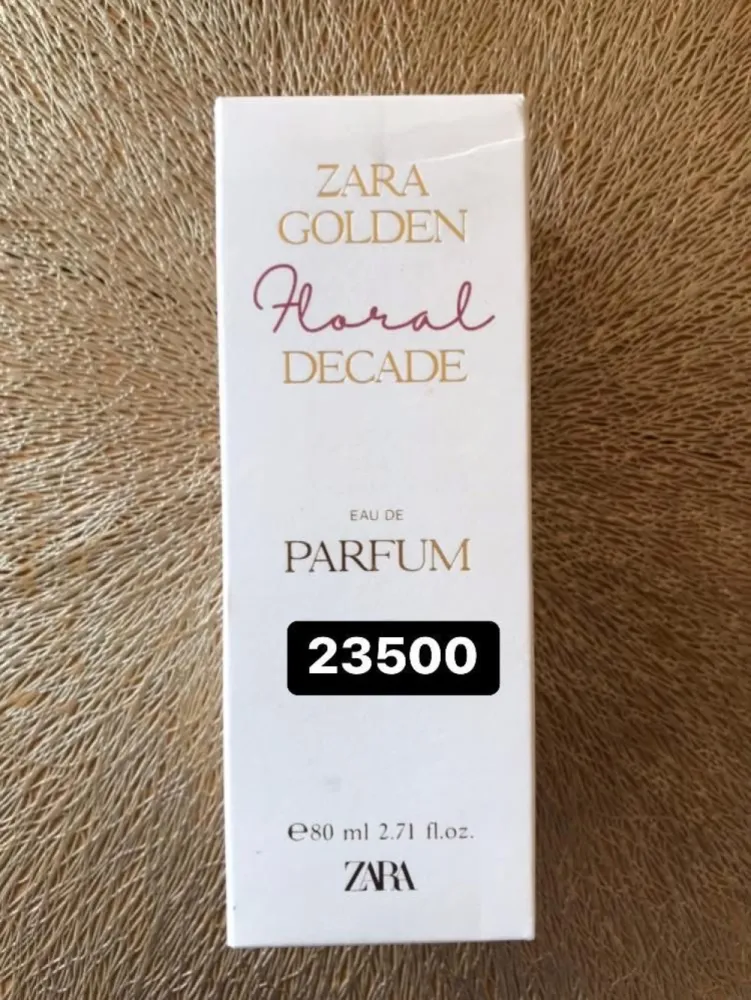 ZARA
GOLDEN
Floral
DECADE
EAU DE
PARFUM
23500
℮80 ml 2.71 fl.oz.
ZARA